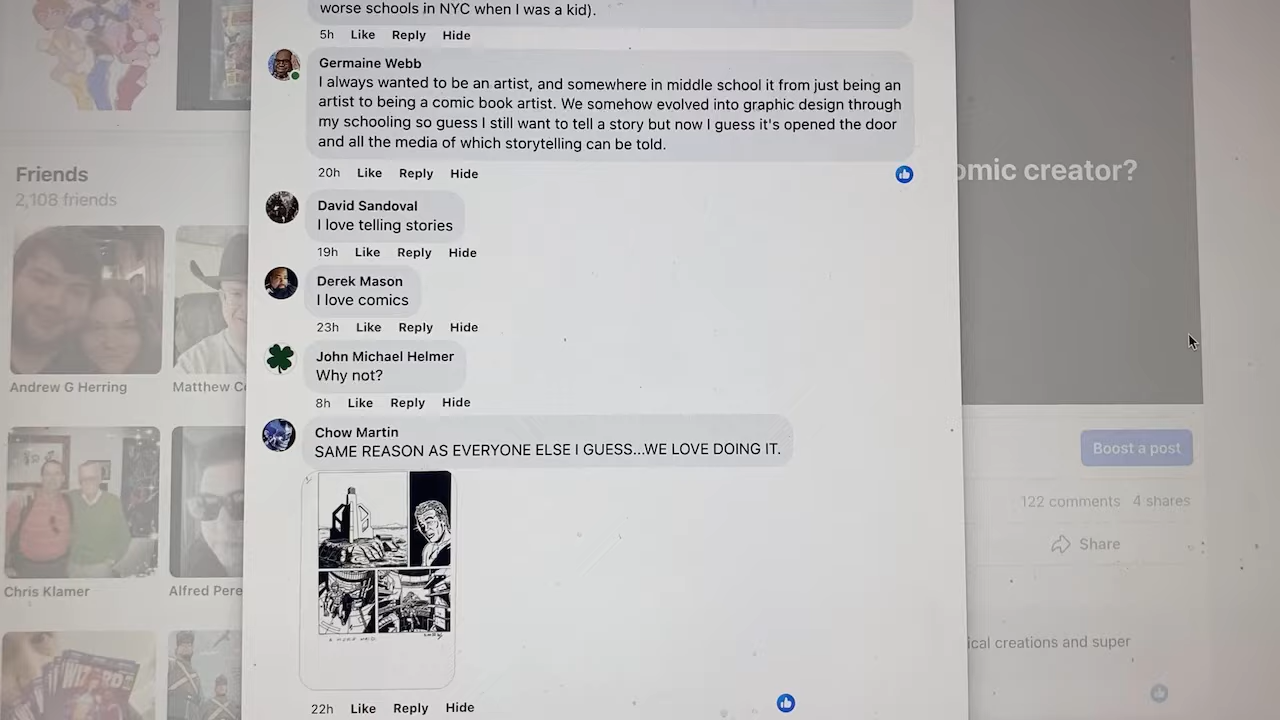 worse schools in NYC when I was a kid).
5h Like Reply Hide
Germaine Webb
I always wanted to be an artist, and somewhere in middle school it from just being an
artist to being a comic book artist. We somehow evolved into graphic design through
my schooling so guess I still want to tell a story but now I guess it's opened the door
and all the media of which storytelling can be told.
20h Like Reply Hide
David Sandoval
I love telling stories
19h Like Reply Hide
Derek Mason
I love comics
23h Like Reply Hide
John Michael Helmer
Why not?
8h Like Reply Hide
Chow Martin
SAME REASON AS EVERYONE ELSE I GUESS...WE LOVE DOING IT.
22h Like Reply Hide
Friends
2,108 friends
Andrew G Herring
Matthew
Chris Klamer
Alfred
WIZARD
omic creator?
Boost a post
122 comments 4 shares
Share
ical creations and super